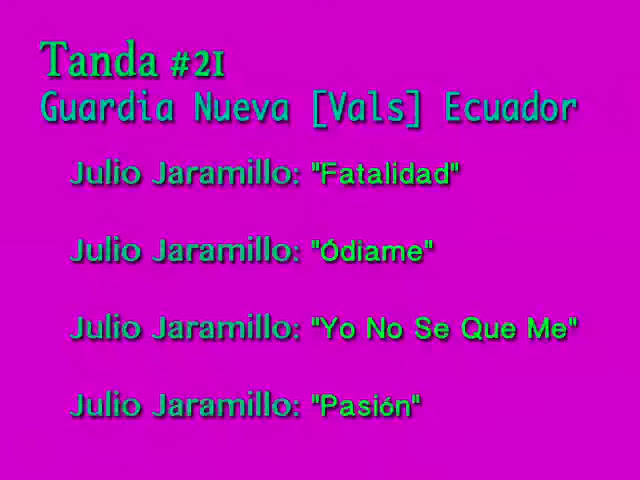 Tanda #21
Guardia Nueva [Vals] Ecuador
Julio Jaramillo: "Fatalidad"
Julio Jaramillo: "Ódiame"
Julio Jaramillo: "Yo No Se Que Me"
Julio Jaramillo: "Pasión"